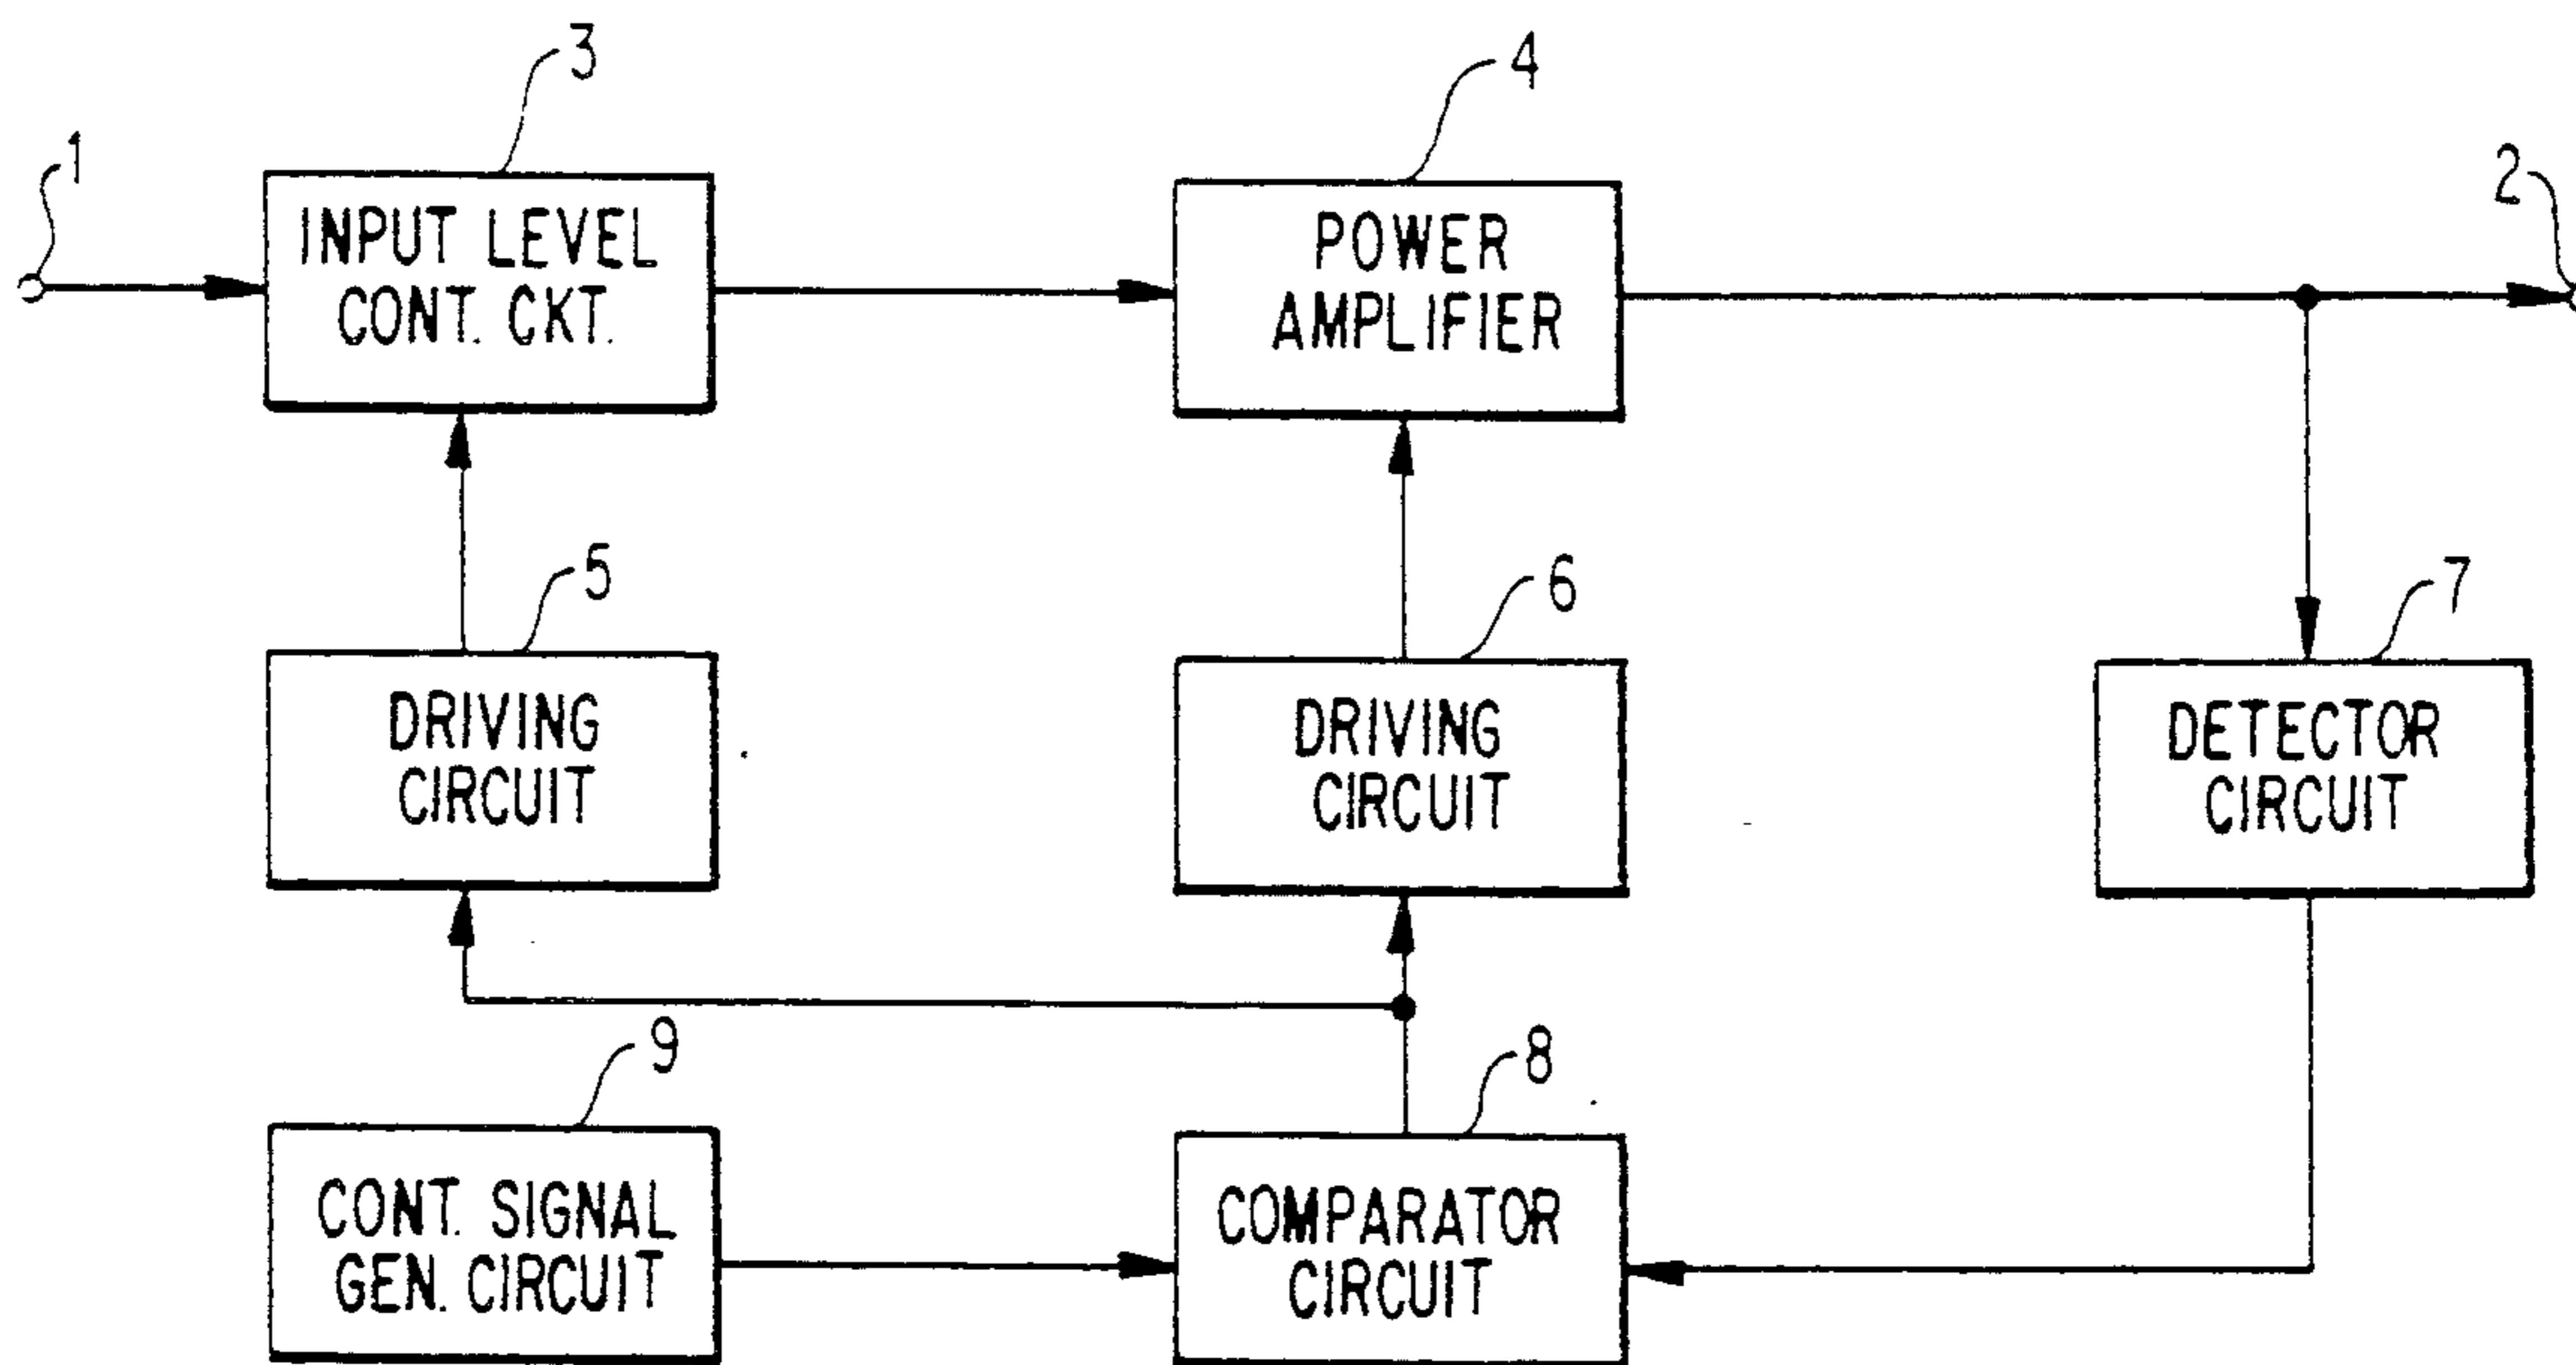 3
4
1
2
INPUT LEVEL
CONT. CKT.
POWER
AMPLIFIER
5
6
7
DRIVING
CIRCUIT
DRIVING
CIRCUIT
DETECTOR
CIRCUIT
9
8
CONT. SIGNAL
GEN. CIRCUIT
COMPARATOR
CIRCUIT